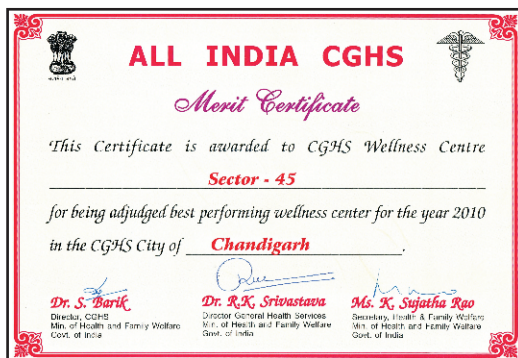 ALL INDIA CGHS
Merit Certificate
This Certificate is awarded to CGHS Wellness Centre
Sector - 45
for being adjudged best performing wellness center for the year 2010
in the CGHS City of Chandigarh.
Dr. S. Barik
Director, CGHS
Min. of Health and Family Welfare
Govt. of India
Dr. R.K. Srivastava
Director General Health Services
Min. of Health and Family Welfare
Govt. of India
Ms. K. Sujatha Rao
Secretary, Health & Family Welfare
Min. of Health and Family Welfare
Govt. of India